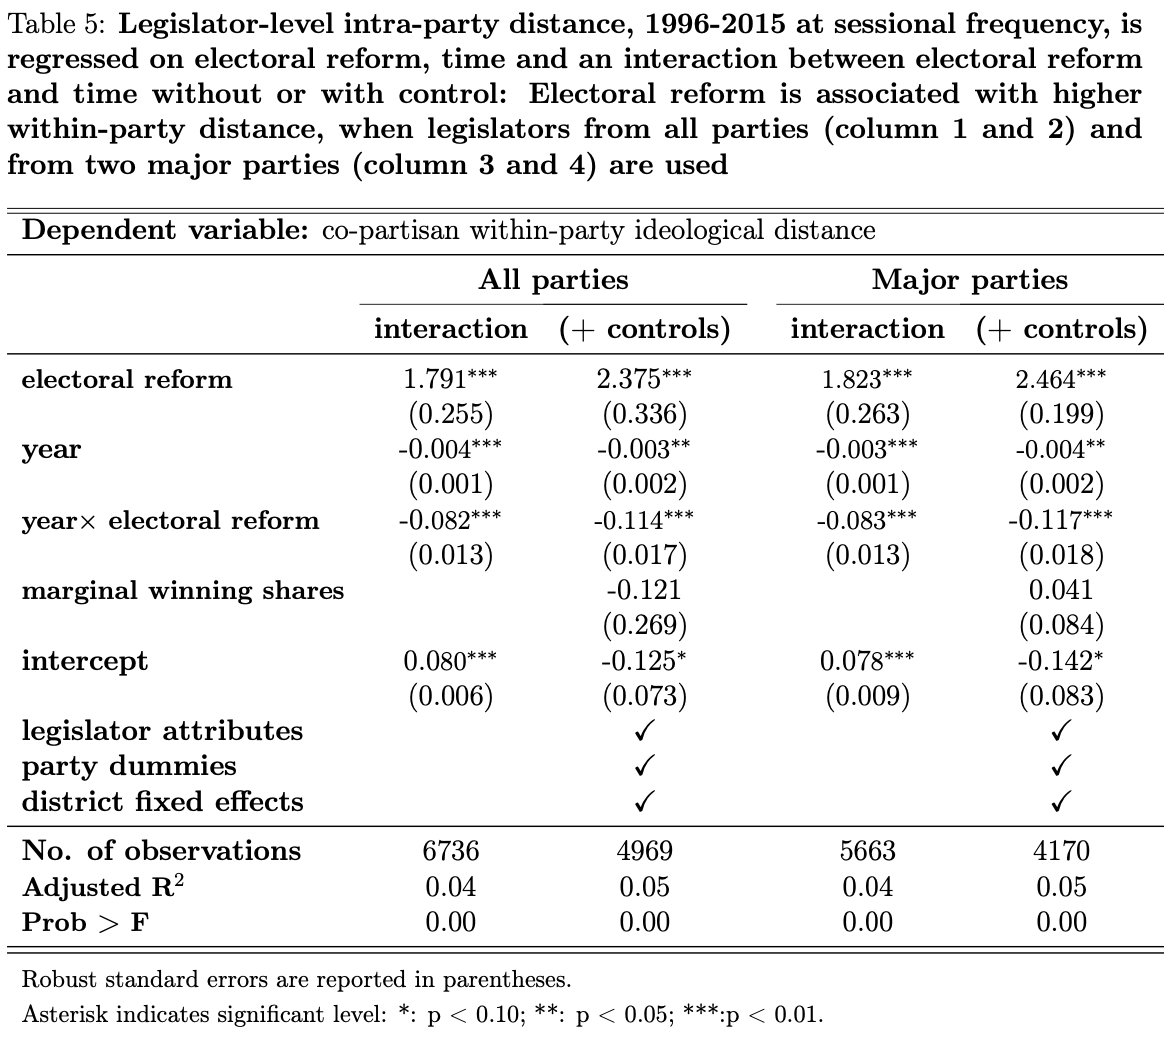 Table 5: Legislator-level intra-party distance, 1996-2015 at sessional frequency, is
regressed on electoral reform, time and an interaction between electoral reform
and time without or with control: Electoral reform is associated with higher
within-party distance, when legislators from all parties (column 1 and 2) and
from two major parties (column 3 and 4) are used
Dependent variable: co-partisan within-party ideological distance
All parties Major parties
interaction (+ controls) interaction (+ controls)
electoral reform 1.791*** 2.375*** 1.823*** 2.464***
(0.255) (0.336) (0.263) (0.199)
year -0.004*** -0.003** -0.003*** -0.004**
(0.001) (0.002) (0.001) (0.002)
year× electoral reform -0.082*** -0.114*** -0.083*** -0.117***
(0.013) (0.017) (0.013) (0.018)
marginal winning shares -0.121 0.041
(0.269) (0.084)
intercept 0.080*** -0.125* 0.078*** -0.142*
(0.006) (0.073) (0.009) (0.083)
legislator attributes ✓ ✓
party dummies ✓ ✓
district fixed effects ✓ ✓
No. of observations 6736 4969 5663 4170
Adjusted R² 0.04 0.05 0.04 0.05
Prob > F 0.00 0.00 0.00 0.00
Robust standard errors are reported in parentheses.
Asterisk indicates significant level: *: p < 0.10; **: p < 0.05; ***:p < 0.01.